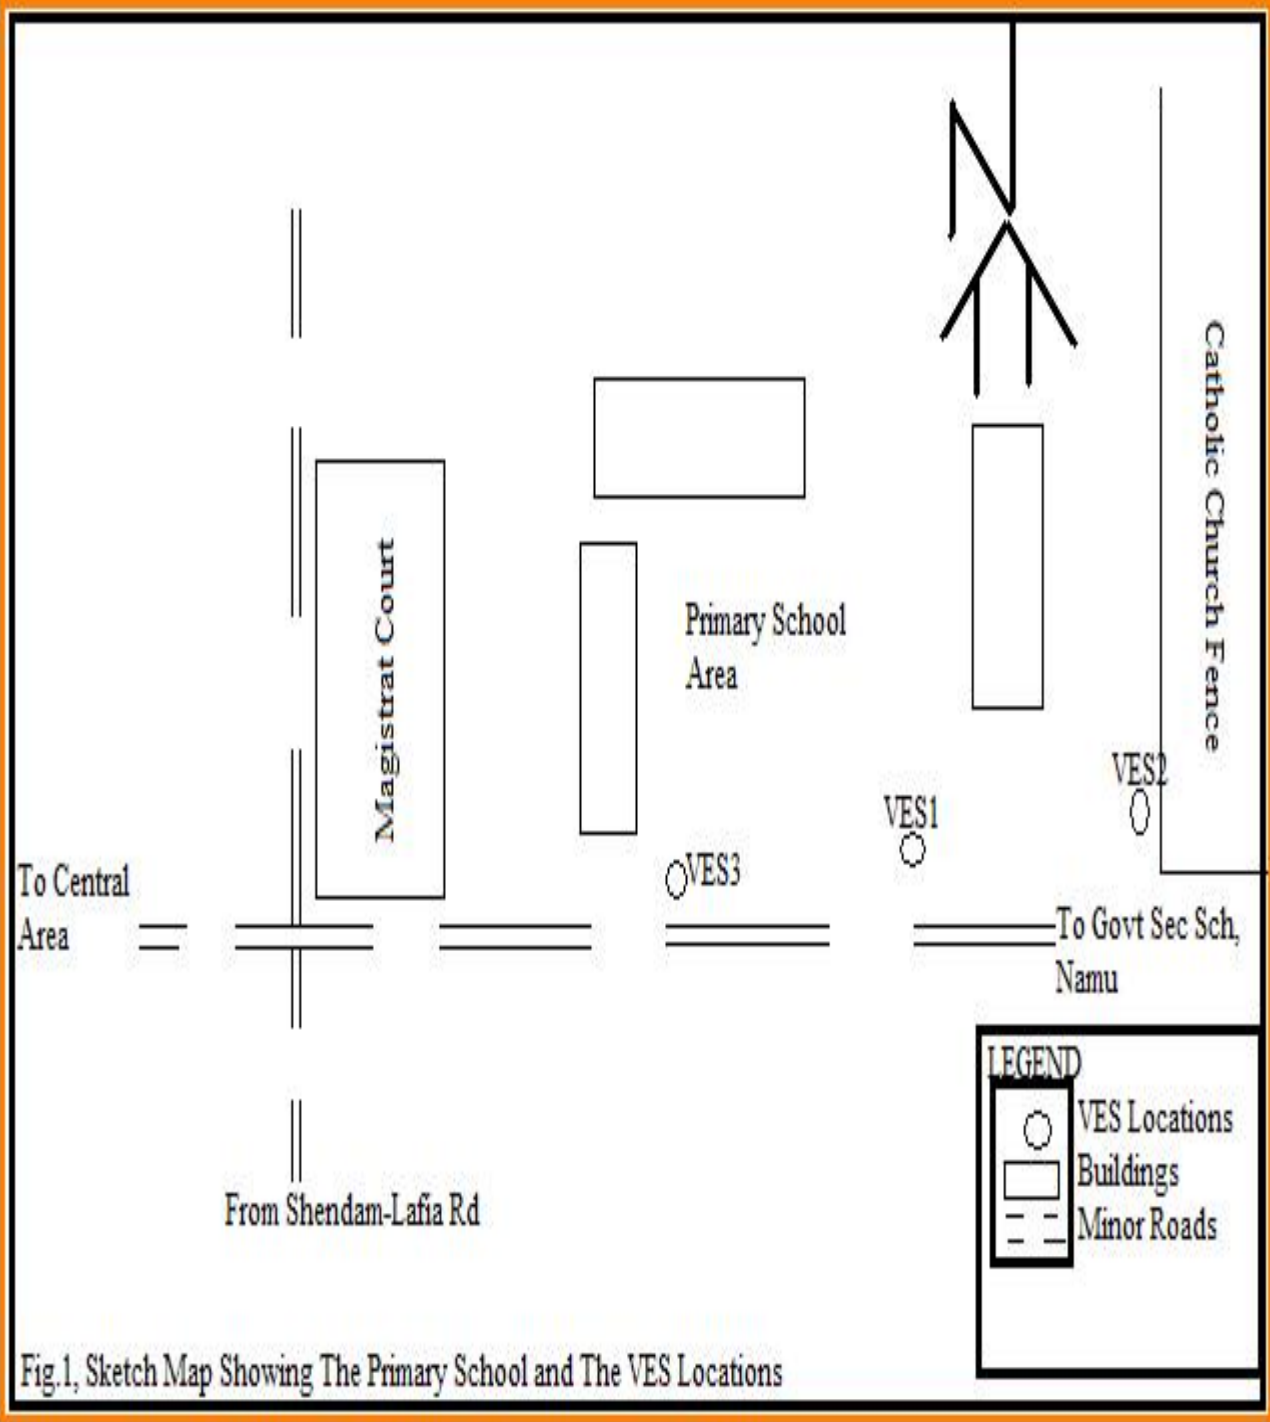 Catholic Church Fence
Magistrat Court
Primary School
Area
VES2
VES1
VES3
To Central
Area
To Govt Sec Sch,
Namu
LEGEND
VES Locations
Buildings
Minor Roads
From Shendam-Lafia Rd
Fig.1, Sketch Map Showing The Primary School and The VES Locations